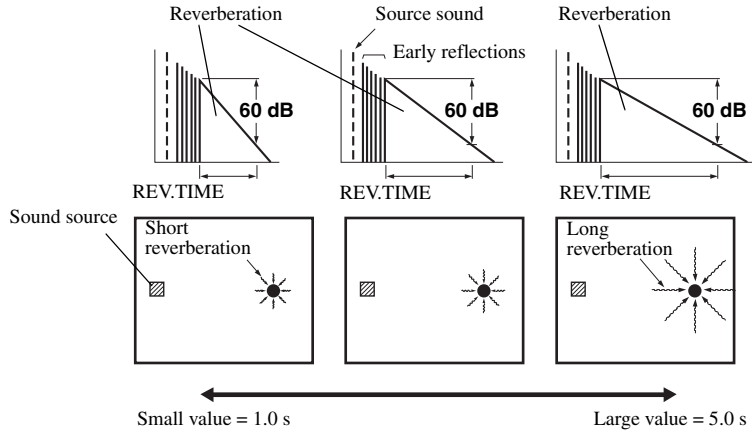 Reverberation
Source sound
Reverberation
Early reflections
60 dB
60 dB
60 dB
REV.TIME
REV.TIME
REV.TIME
Sound source
Short
reverberation
Long
reverberation
Small value = 1.0 s
Large value = 5.0 s